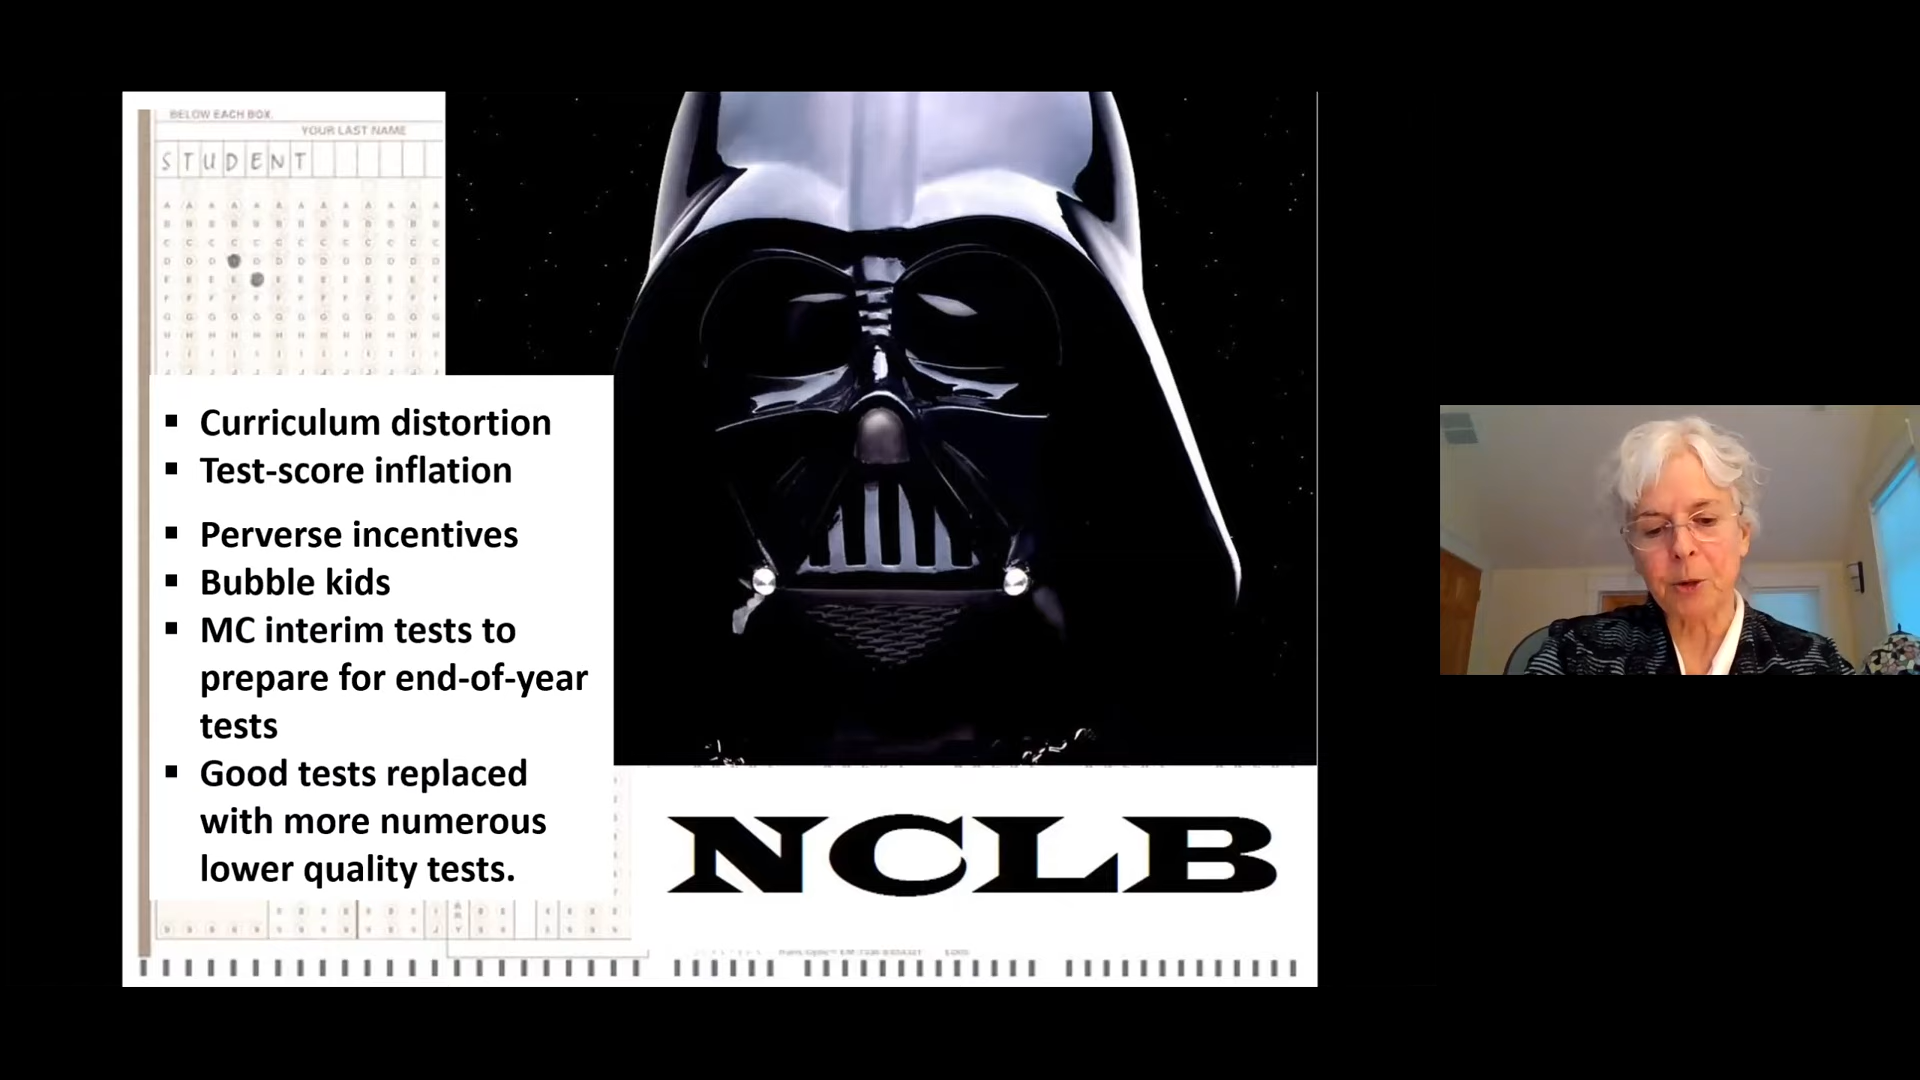 BELOW EACH BOX.
YOUR LAST NAME
STUDENT
▪ Curriculum distortion
▪ Test-score inflation
▪ Perverse incentives
▪ Bubble kids
▪ MC interim tests to
prepare for end-of-year
tests
▪ Good tests replaced
with more numerous
lower quality tests.
NCLB